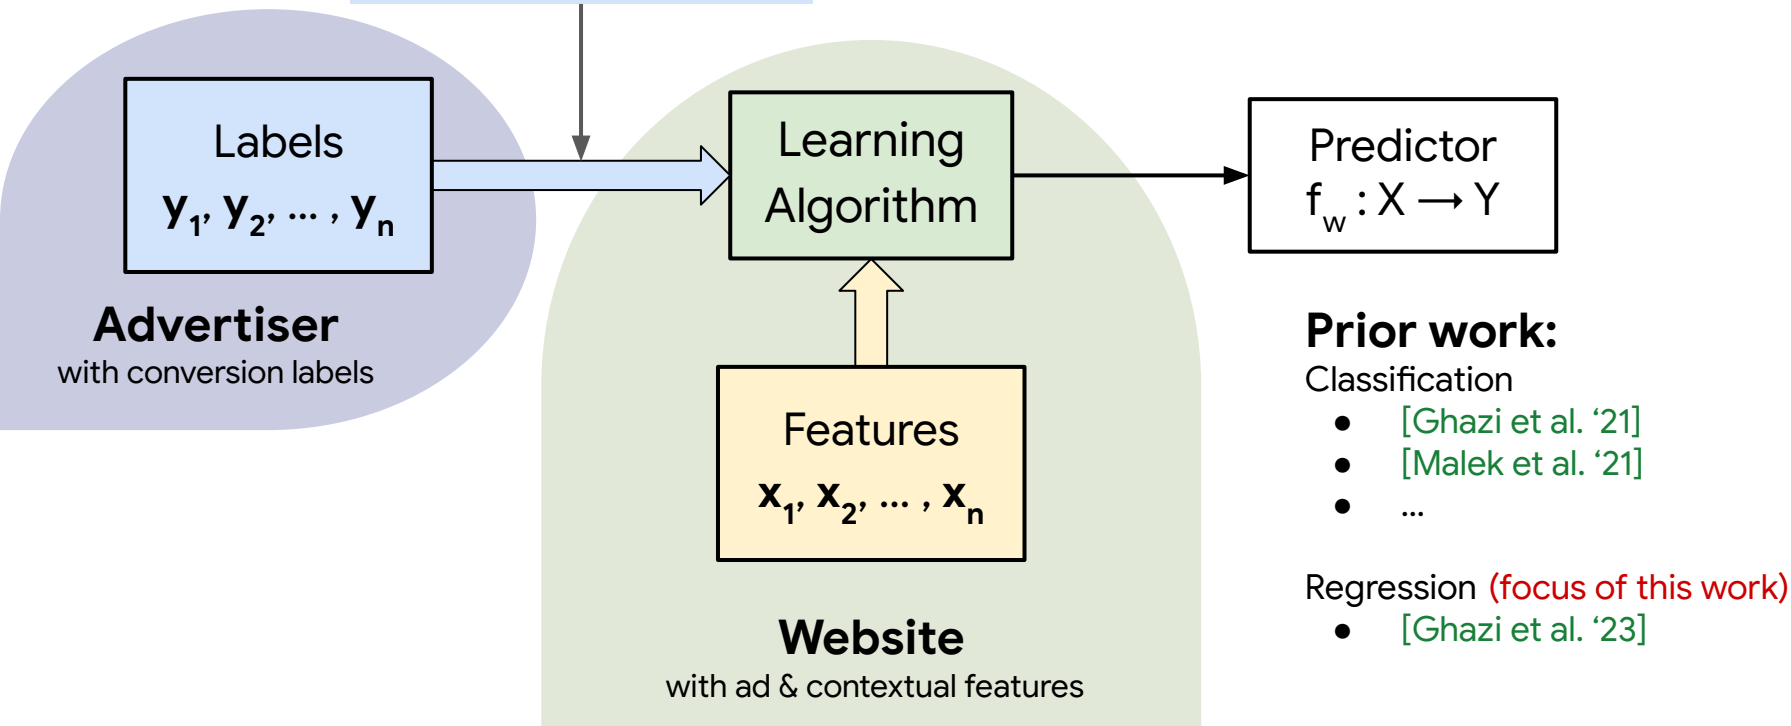 Labels
y1, y2, ... , yn
Advertiser
with conversion labels
Learning
Algorithm
Features
x1, x2, ... , xn
Website
with ad & contextual features
Predictor
fw : X → Y
Prior work:
Classification
● [Ghazi et al. ‘21]
● [Malek et al. ‘21]
● ...
Regression (focus of this work)
● [Ghazi et al. ‘23]